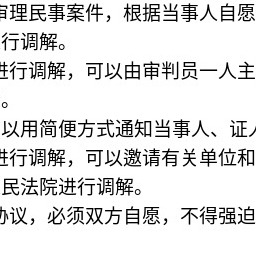 审理民事案件，根据当事人自愿
行调解。
进行调解，可以由审判员一人主
。
以用简便方式通知当事人、证人
进行调解，可以邀请有关单位和
民法院进行调解。
协议，必须双方自愿，不得强迫